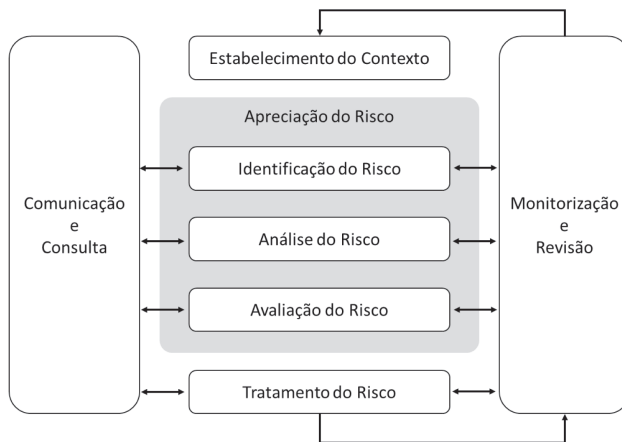 Estabelecimento do Contexto
Apreciação do Risco
Identificação do Risco
Comunicação
e
Consulta
Análise do Risco
Monitorização
e
Revisão
Avaliação do Risco
Tratamento do Risco